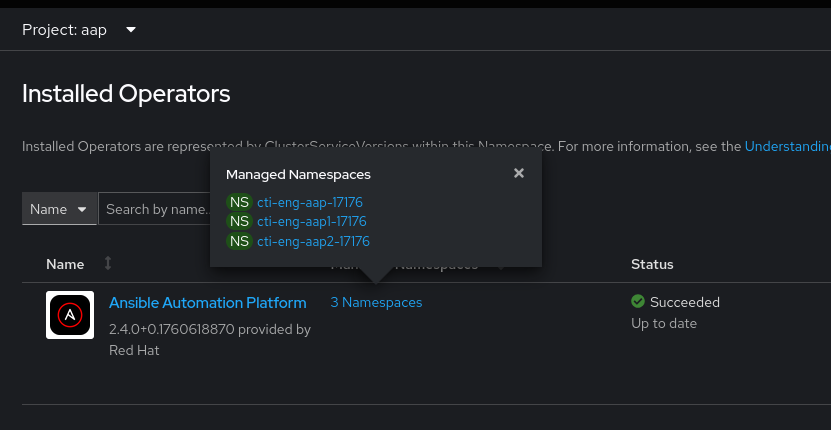 Project: aap
Installed Operators
Installed Operators are represented by ClusterServiceVersions within this Namespace. For more information, see the Understandin
Managed Namespaces
NS cti-eng-aap-17176
NS cti-eng-aap1-17176
NS cti-eng-aap2-17176
Name Search by name...
Name Status
Ansible Automation Platform 3 Namespaces Succeeded
2.4.0+0.1760618870 provided by Up to date
Red Hat